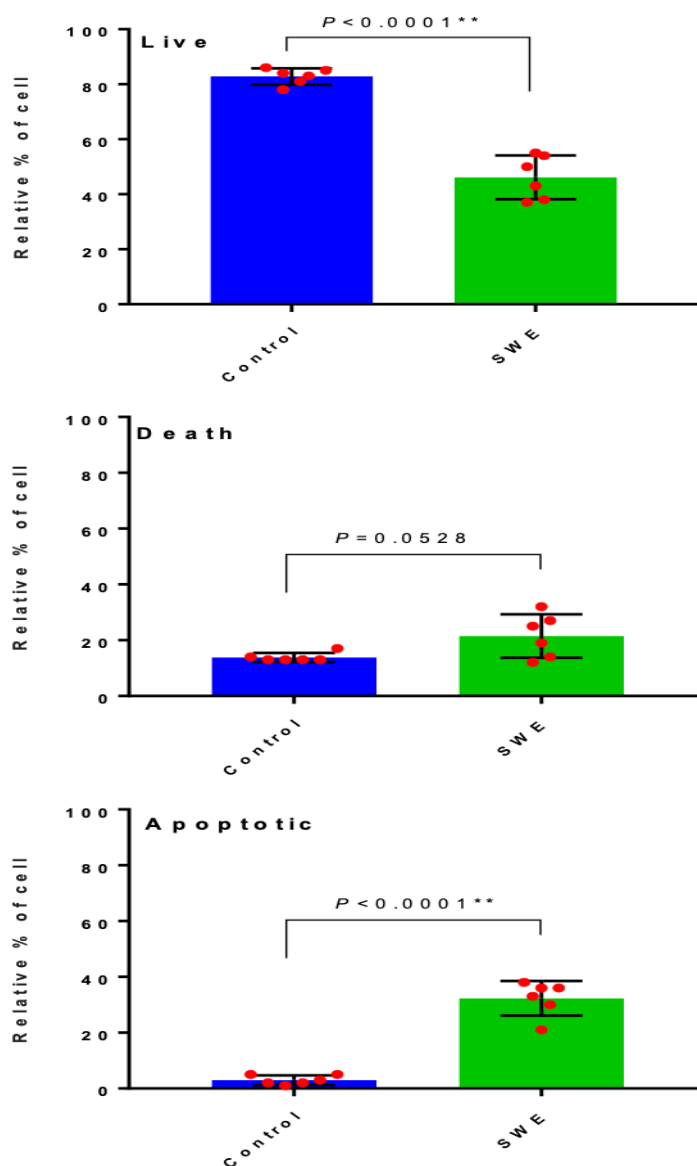 P<0.0001**
Live
Relative % of cell
100
80
60
40
20
0
Control
SWE
Death
P=0.0528
Relative % of cell
100
80
60
40
20
0
Control
SWE
Apoptotic
P<0.0001**
Relative % of cell
100
80
60
40
20
0
Control
SWE